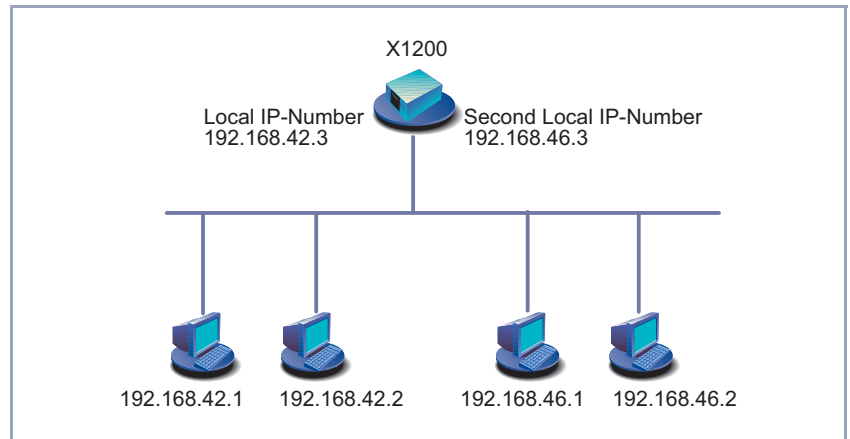 X1200
Local IP-Number
192.168.42.3
Second Local IP-Number
192.168.46.3
192.168.42.1
192.168.42.2
192.168.46.1
192.168.46.2